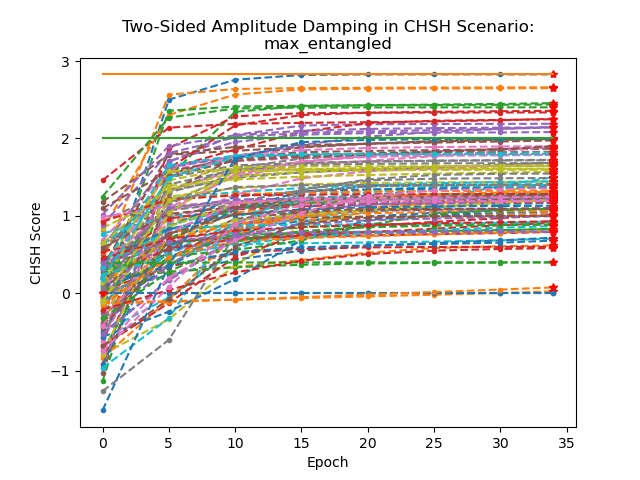 Two-Sided Amplitude Damping in CHSH Scenario:
max_entangled
CHSH Score
3
2
1
0
−1
0 5 10 15 20 25 30 35
Epoch